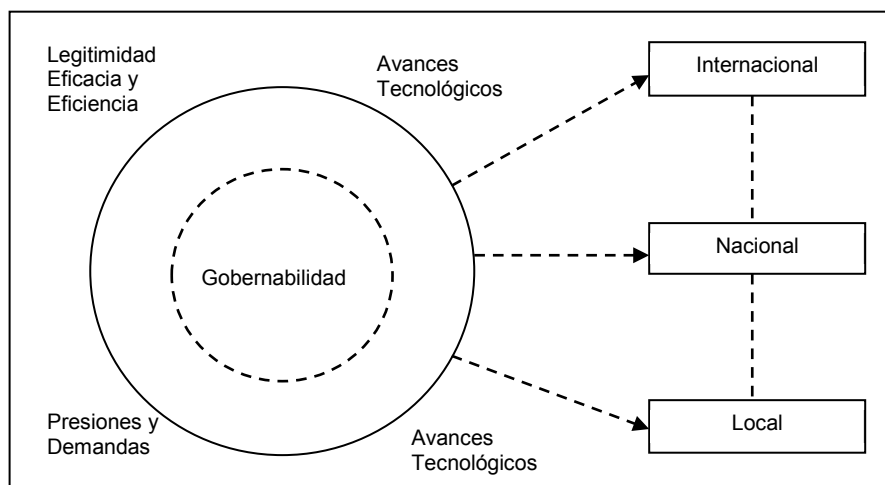 Legitimidad
Eficacia y
Eficiencia
Avances
Tecnológicos
Internacional
Gobernabilidad
Nacional
Presiones y
Demandas
Avances
Tecnológicos
Local